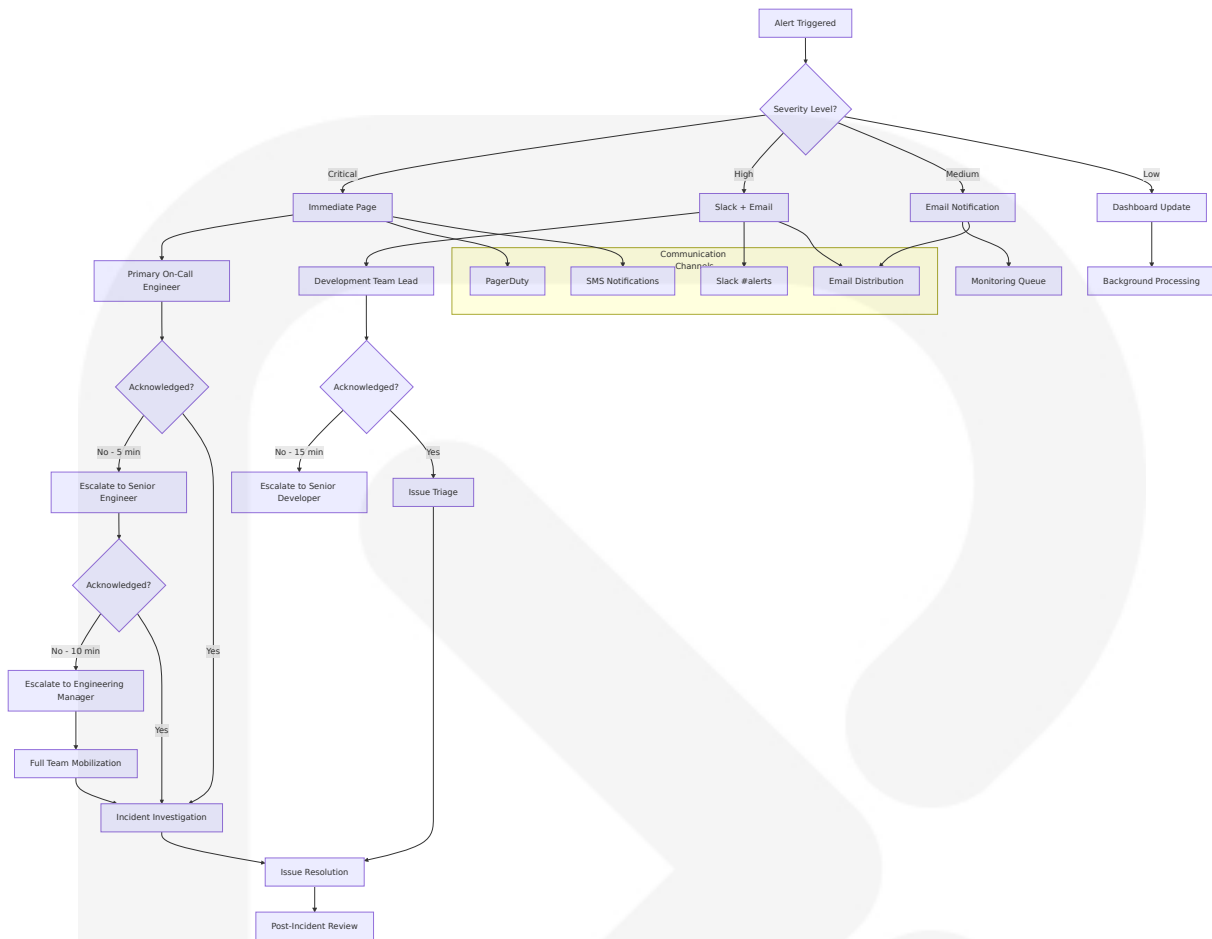 Alert Triggered
Severity Level?
Critical
High
Medium
Low
Immediate Page
Slack + Email
Email Notification
Dashboard Update
Communication
Channels
Primary On-Call
Engineer
Development Team Lead
PagerDuty
SMS Notifications
Slack #alerts
Email Distribution
Monitoring Queue
Background Processing
Acknowledged?
Acknowledged?
No - 5 min
No - 15 min
Yes
Escalate to Senior
Engineer
Escalate to Senior
Developer
Issue Triage
Acknowledged?
No - 10 min
Yes
Escalate to Engineering
Manager
Yes
Full Team Mobilization
Incident Investigation
Issue Resolution
Post-Incident Review